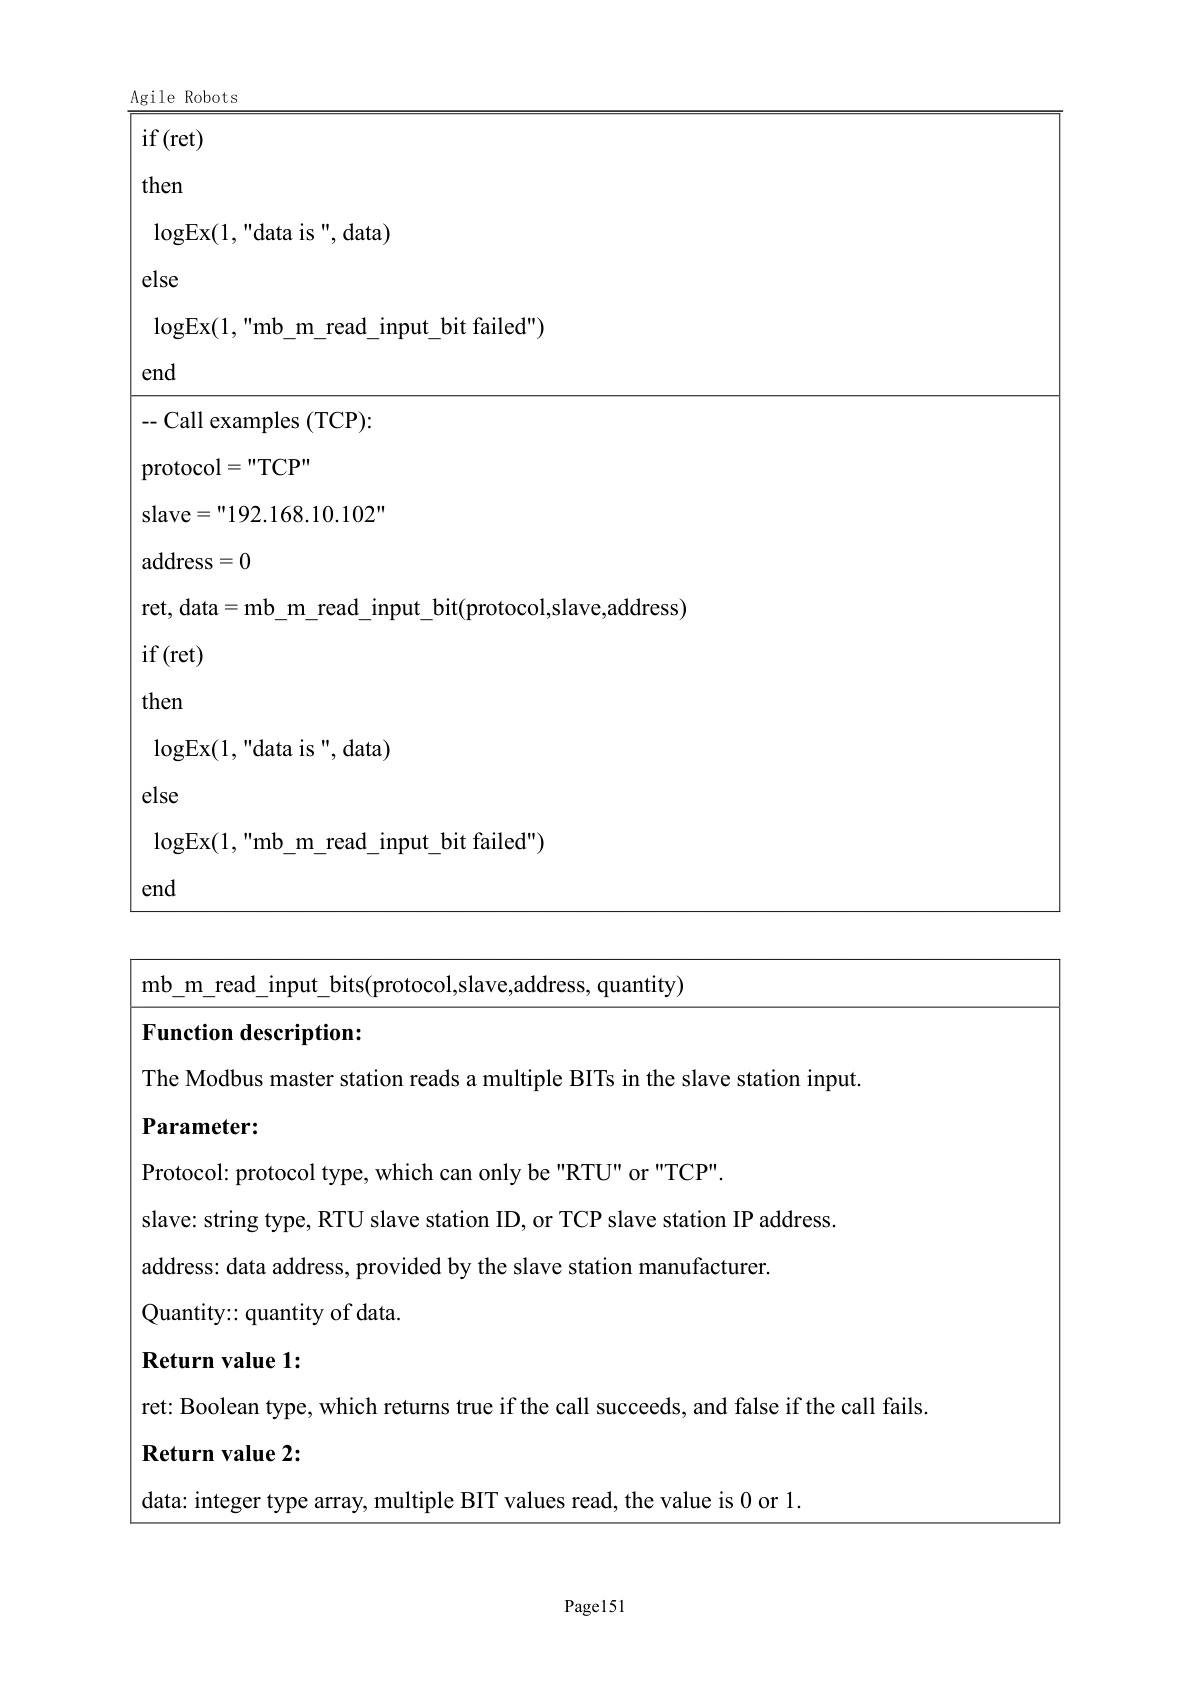 Agile Robots
if (ret)
then
logEx(1, "data is ", data)
else
logEx(1, "mb_m_read_input_bit failed")
end
-- Call examples (TCP):
protocol = "TCP"
slave = "192.168.10.102"
address = 0
ret, data = mb_m_read_input_bit(protocol,slave,address)
if (ret)
then
logEx(1, "data is ", data)
else
logEx(1, "mb_m_read_input_bit failed")
end
mb_m_read_input_bits(protocol,slave,address, quantity)
Function description:
The Modbus master station reads a multiple BITs in the slave station input.
Parameter:
Protocol: protocol type, which can only be "RTU" or "TCP".
slave: string type, RTU slave station ID, or TCP slave station IP address.
address: data address, provided by the slave station manufacturer.
Quantity:: quantity of data.
Return value 1:
ret: Boolean type, which returns true if the call succeeds, and false if the call fails.
Return value 2:
data: integer type array, multiple BIT values read, the value is 0 or 1.
Page151